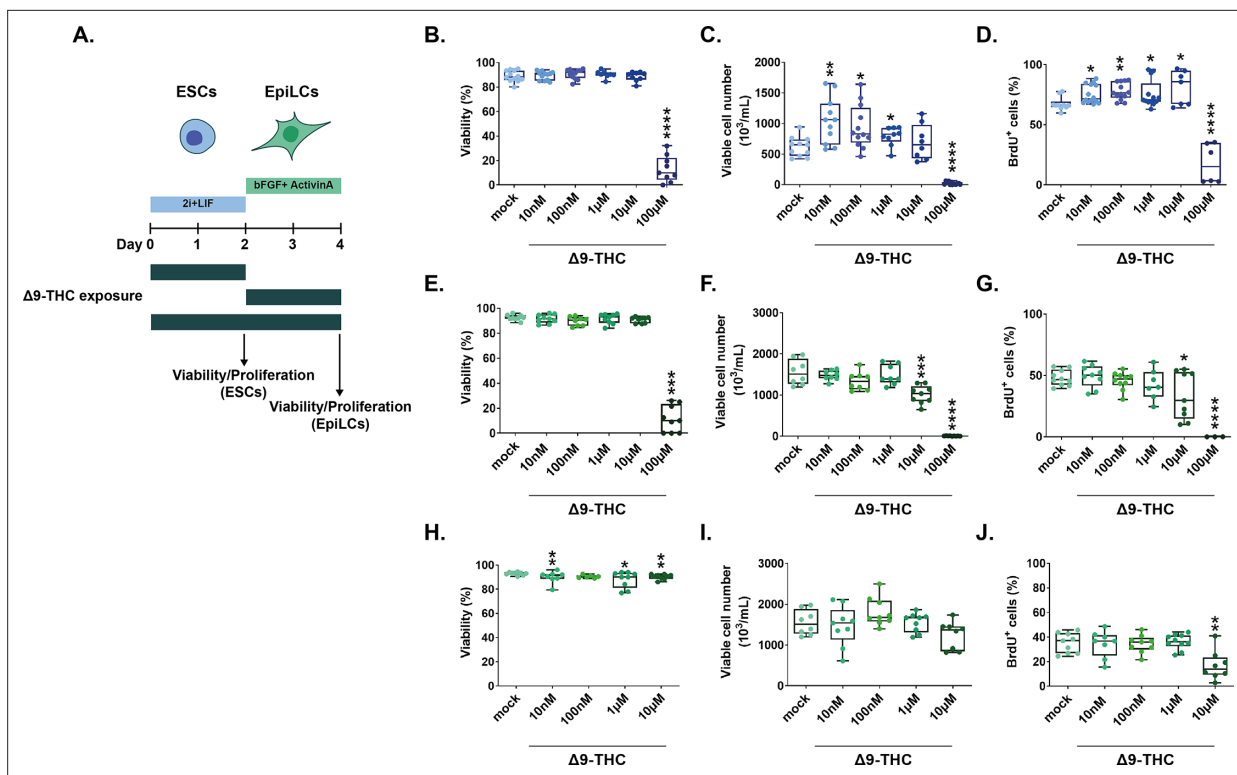 A.
ESCs
EpiLCs
bFGF+ ActivinA
2i+LIF
Day 0 1 2 3 4
Δ9-THC exposure
Viability/Proliferation
(ESCs)
Viability/Proliferation
(EpiLCs)
B.
Viability (%)
100
80
60
40
20
0
****
mock 10nM 100nM 1µM 10µM 100µM
Δ9-THC
C.
Viable cell number
(10³/mL)
2000
1500
1000
500
0
** * * ****
mock 10nM 100nM 1µM 10µM 100µM
Δ9-THC
D.
BrdU⁺ cells (%)
100
80
60
40
20
0
* ** * * ****
mock 10nM 100nM 1µM 10µM 100µM
Δ9-THC
E.
Viability (%)
100
80
60
40
20
0
****
mock 10nM 100nM 1µM 10µM 100µM
Δ9-THC
F.
Viable cell number
(10³/mL)
3000
2000
1000
0
*** ****
mock 10nM 100nM 1µM 10µM 100µM
Δ9-THC
G.
BrdU⁺ cells (%)
100
50
0
* ****
mock 10nM 100nM 1µM 10µM 100µM
Δ9-THC
H.
Viability (%)
100
80
60
40
20
0
** * **
mock 10nM 100nM 1µM 10µM
Δ9-THC
I.
Viable cell number
(10³/mL)
3000
2000
1000
0
mock 10nM 100nM 1µM 10µM
Δ9-THC
J.
BrdU⁺ cells (%)
100
80
60
40
20
0
**
mock 10nM 100nM 1µM 10µM
Δ9-THC